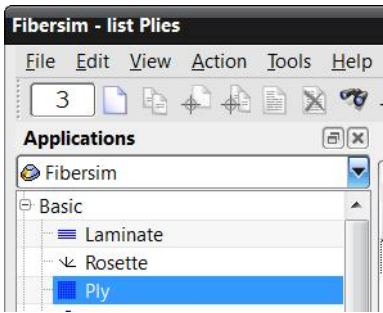 Fibersim - list Plies
File Edit View Action Tools Help
3
Applications
Fibersim
Basic
Laminate
Rosette
Ply